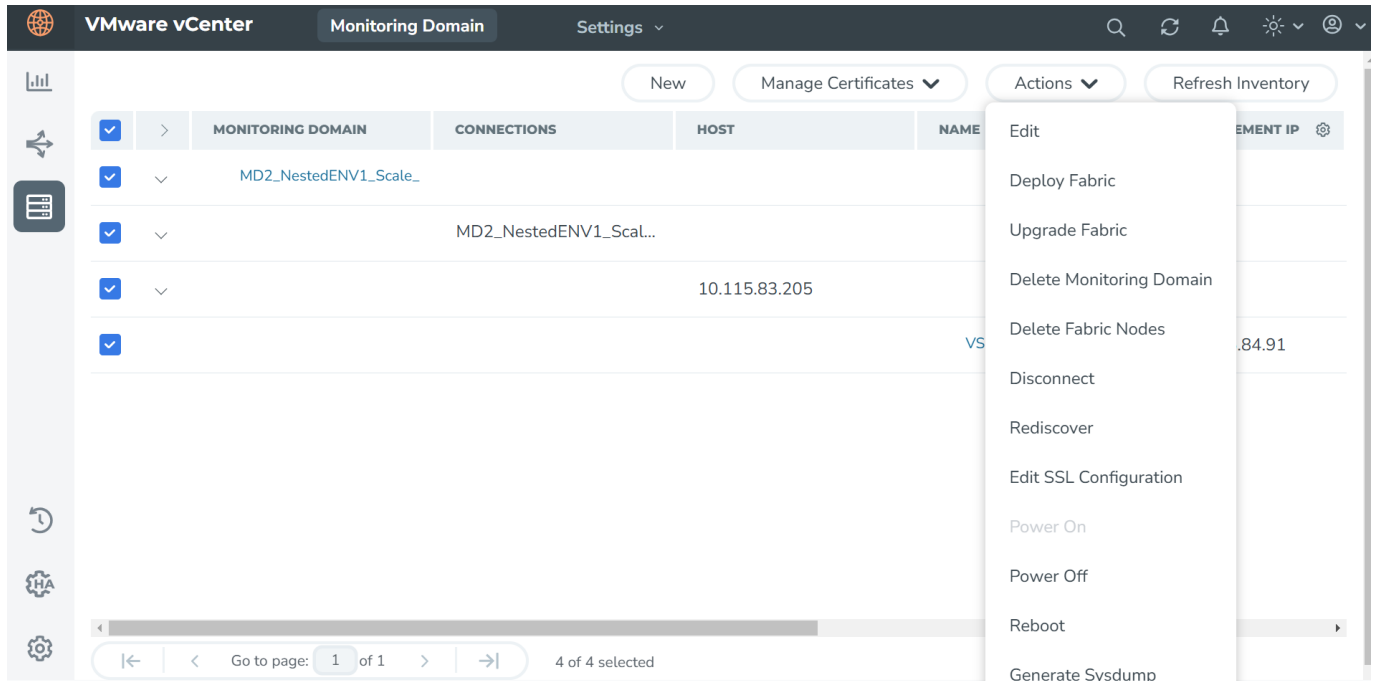 VMware vCenter Monitoring Domain Settings
New Manage Certificates Actions Refresh Inventory
MONITORING DOMAIN CONNECTIONS HOST NAME EMENT IP
Edit
MD2_NestedENV1_Scale_
Deploy Fabric
MD2_NestedENV1_Scal...
Upgrade Fabric
Delete Monitoring Domain
10.115.83.205
Delete Fabric Nodes
VS .84.91
Disconnect
Rediscover
Edit SSL Configuration
Power On
HA
Power Off
Reboot
Go to page: 1 of 1 4 of 4 selected
Generate Sysdump